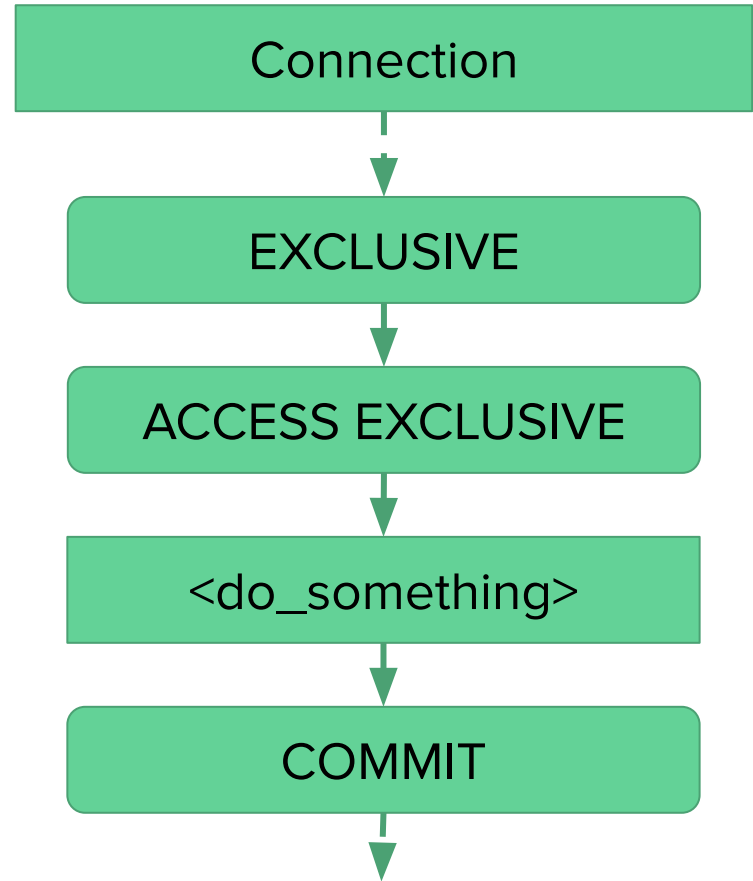 Connection
EXCLUSIVE
ACCESS EXCLUSIVE
<do_something>
COMMIT